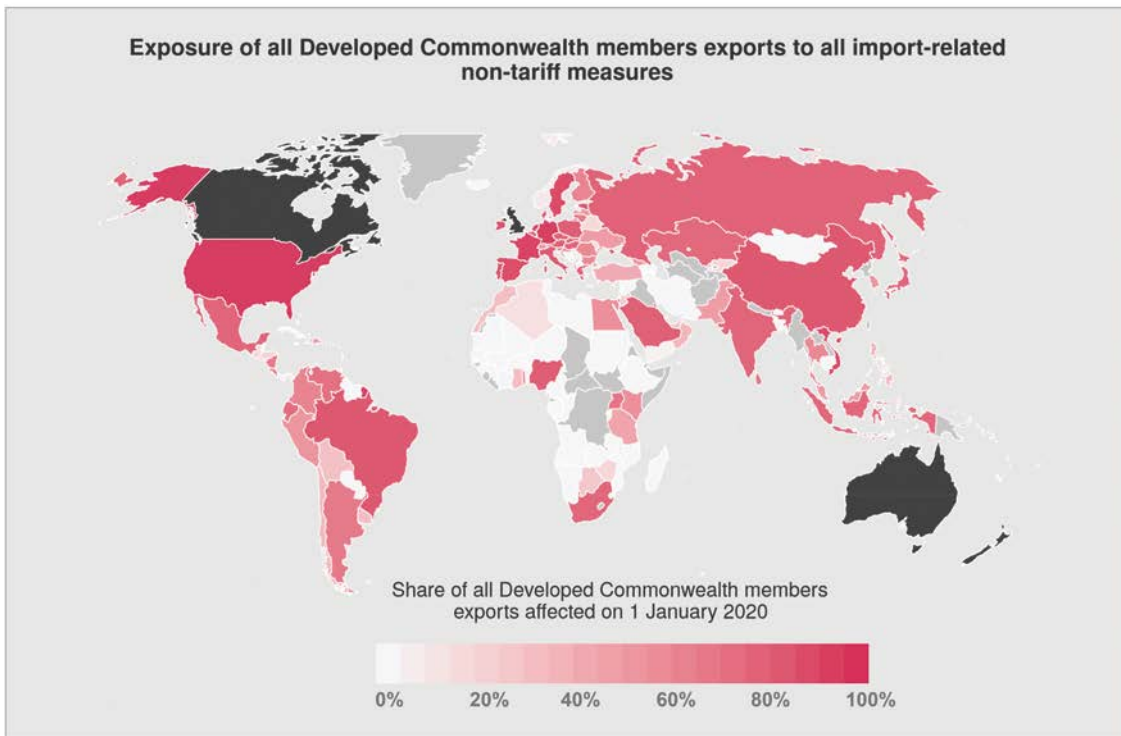 Exposure of all Developed Commonwealth members exports to all import-related
non-tariff measures
Share of all Developed Commonwealth members
exports affected on 1 January 2020
0% 20% 40% 60% 80% 100%